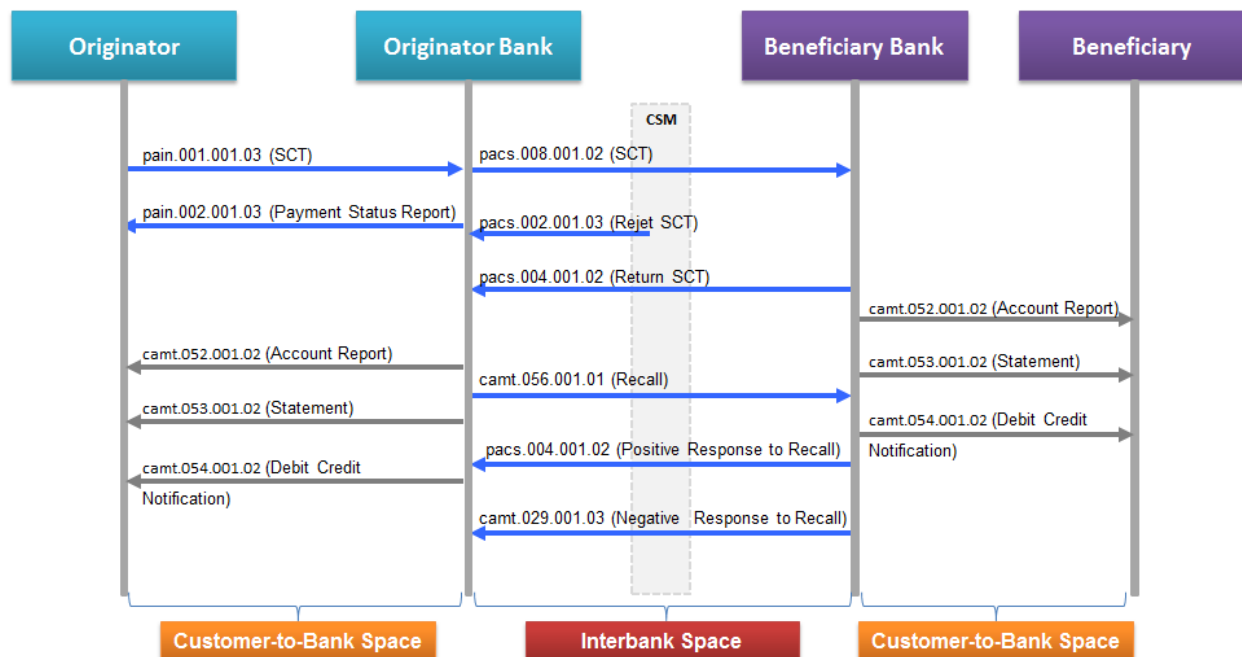 Originator
Originator Bank
Beneficiary Bank
Beneficiary
CSM
pain.001.001.03 (SCT)
pacs.008.001.02 (SCT)
pain.002.001.03 (Payment Status Report)
pacs.002.001.03 (Rejet SCT)
pacs.004.001.02 (Return SCT)
camt.052.001.02 (Account Report)
camt.052.001.02 (Account Report)
camt.053.001.02 (Statement)
camt.056.001.01 (Recall)
camt.053.001.02 (Statement)
camt.054.001.02 (Debit Credit
Notification)
pacs.004.001.02 (Positive Response to Recall)
camt.054.001.02 (Debit Credit
Notification)
camt.029.001.03 (Negative Response to Recall)
Customer-to-Bank Space
Interbank Space
Customer-to-Bank Space